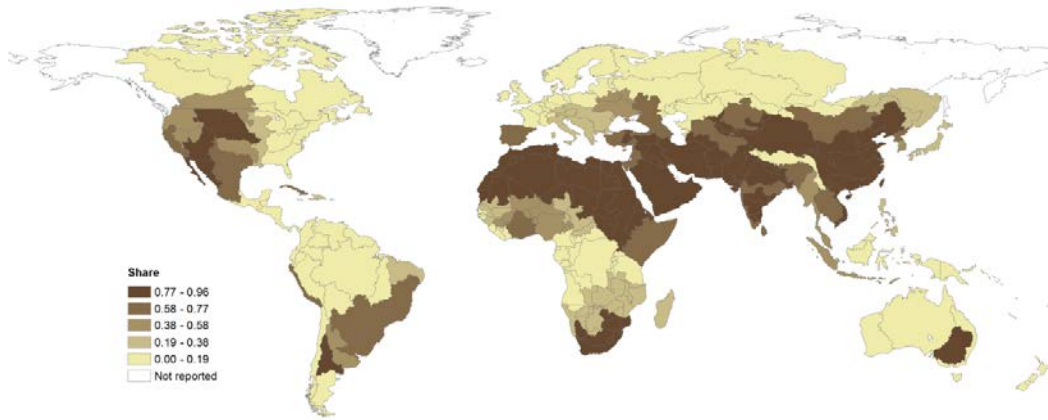 Share
0.77 - 0.96
0.58 - 0.77
0.38 - 0.58
0.19 - 0.38
0.00 - 0.19
Not reported